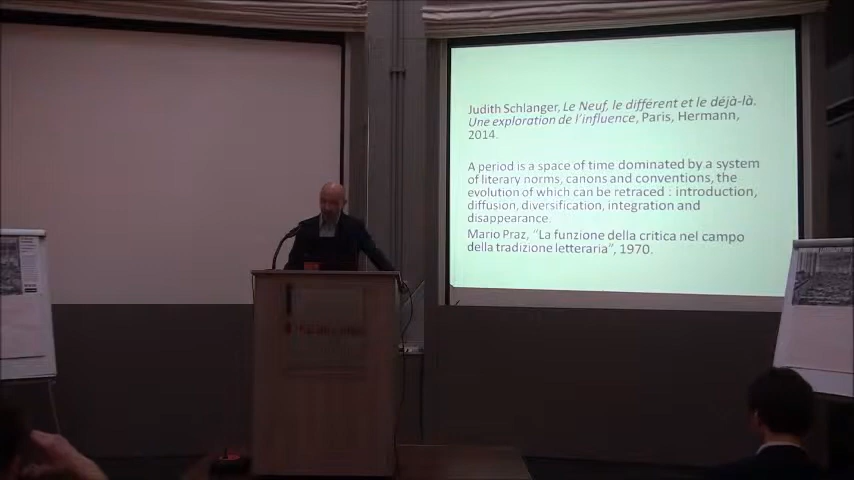 Judith Schlanger, Le Neuf, le différent et le déjà-là.
Une exploration de l'influence, Paris, Hermann,
2014.
A period is a space of time dominated by a system
of literary norms, canons and conventions, the
evolution of which can be retraced : introduction,
diffusion, diversification, integration and
disappearance.
Mario Praz, "La funzione della critica nel campo
della tradizione letteraria", 1970.